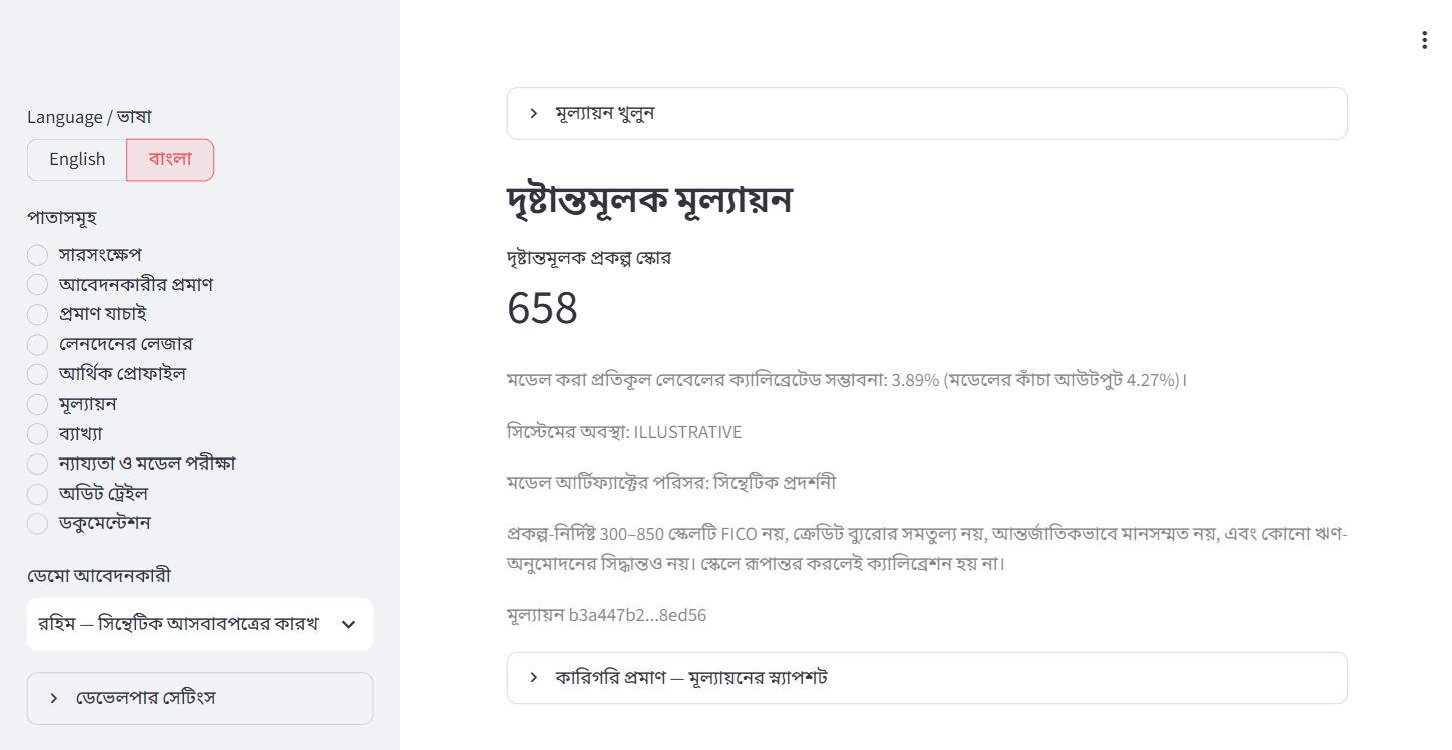 Language / ভাষা
English
বাংলা
পাতাসমূহ
সারসংক্ষেপ
আবেদনকারীর প্রমাণ
প্রমাণ যাচাই
লেনদেনের লেজার
আর্থিক প্রোফাইল
মূল্যায়ন
ব্যাখ্যা
ন্যায্যতা ও মডেল পরীক্ষা
অডিট ট্রেইল
ডকুমেন্টেশন
ডেমো আবেদনকারী
রহিম — সিন্থেটিক আসবাবপত্রের কারখ
ডেভেলপার সেটিংস
মূল্যায়ন খুলুন
দৃষ্টান্তমূলক মূল্যায়ন
দৃষ্টান্তমূলক প্রকল্প স্কোর
658
মডেল করা প্রতিকূল লেবেলের ক্যালিব্রেটেড সম্ভাবনা: 3.89% (মডেলের কাঁচা আউটপুট 4.27%)।
সিস্টেমের অবস্থা: ILLUSTRATIVE
মডেল আর্টিফ্যাক্টের পরিসর: সিন্থেটিক প্রদর্শনী
প্রকল্প-নির্দিষ্ট 300–850 স্কেলটি FICO নয়, ক্রেডিট ব্যুরোর সমতুল্য নয়, আন্তর্জাতিকভাবে মানসম্মত নয়, এবং কোনো ঋণ-
অনুমোদনের সিদ্ধান্তও নয়। স্কেলে রূপান্তর করলেই ক্যালিব্রেশন হয় না।
মূল্যায়ন b3a447b2…8ed56
কারিগরি প্রমাণ — মূল্যায়নের স্ন্যাপশট